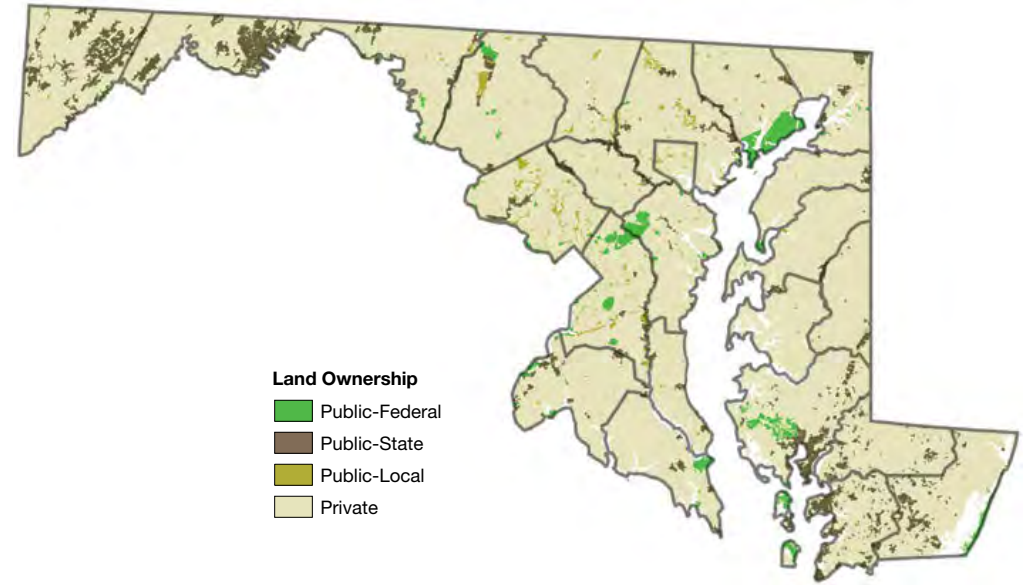 Land Ownership
Public-Federal
Public-State
Public-Local
Private